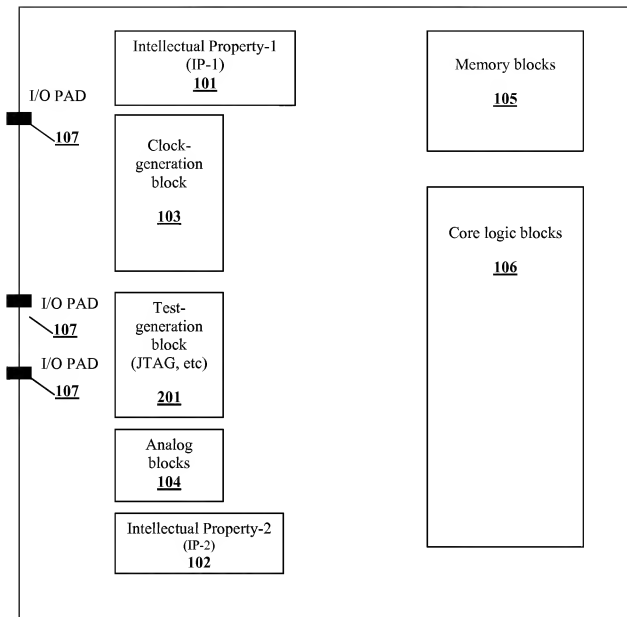 Intellectual Property-1
(IP-1)
101
Memory blocks
105
I/O PAD
107
Clock-
generation
block
103
Core logic blocks
106
I/O PAD
107
Test-
generation
block
(JTAG, etc)
201
I/O PAD
107
Analog
blocks
104
Intellectual Property-2
(IP-2)
102